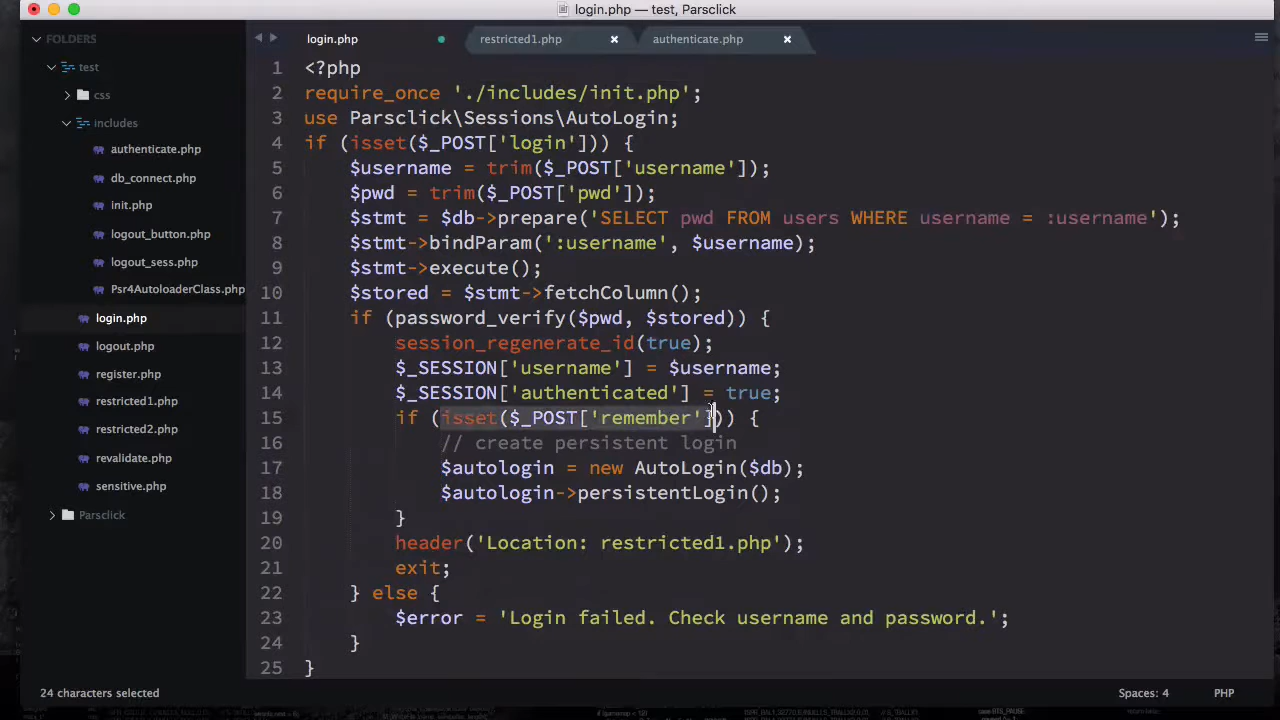 login.php — test, Parsclick
FOLDERS
test
css
includes
authenticate.php
db_connect.php
init.php
logout_button.php
logout_sess.php
Psr4AutoloaderClass.php
login.php
logout.php
register.php
restricted1.php
restricted2.php
revalidate.php
sensitive.php
Parsclick
login.php
restricted1.php
authenticate.php
1 <?php
2 require_once './includes/init.php';
3 use Parsclick\Sessions\AutoLogin;
4 if (isset($_POST['login'])) {
5 $username = trim($_POST['username']);
6 $pwd = trim($_POST['pwd']);
7 $stmt = $db->prepare('SELECT pwd FROM users WHERE username = :username');
8 $stmt->bindParam(':username', $username);
9 $stmt->execute();
10 $stored = $stmt->fetchColumn();
11 if (password_verify($pwd, $stored)) {
12 session_regenerate_id(true);
13 $_SESSION['username'] = $username;
14 $_SESSION['authenticated'] = true;
15 if (isset($_POST['remember'])) {
16 // create persistent login
17 $autologin = new AutoLogin($db);
18 $autologin->persistentLogin();
19 }
20 header('Location: restricted1.php');
21 exit;
22 } else {
23 $error = 'Login failed. Check username and password.';
24 }
25 }
24 characters selected
Spaces: 4
PHP